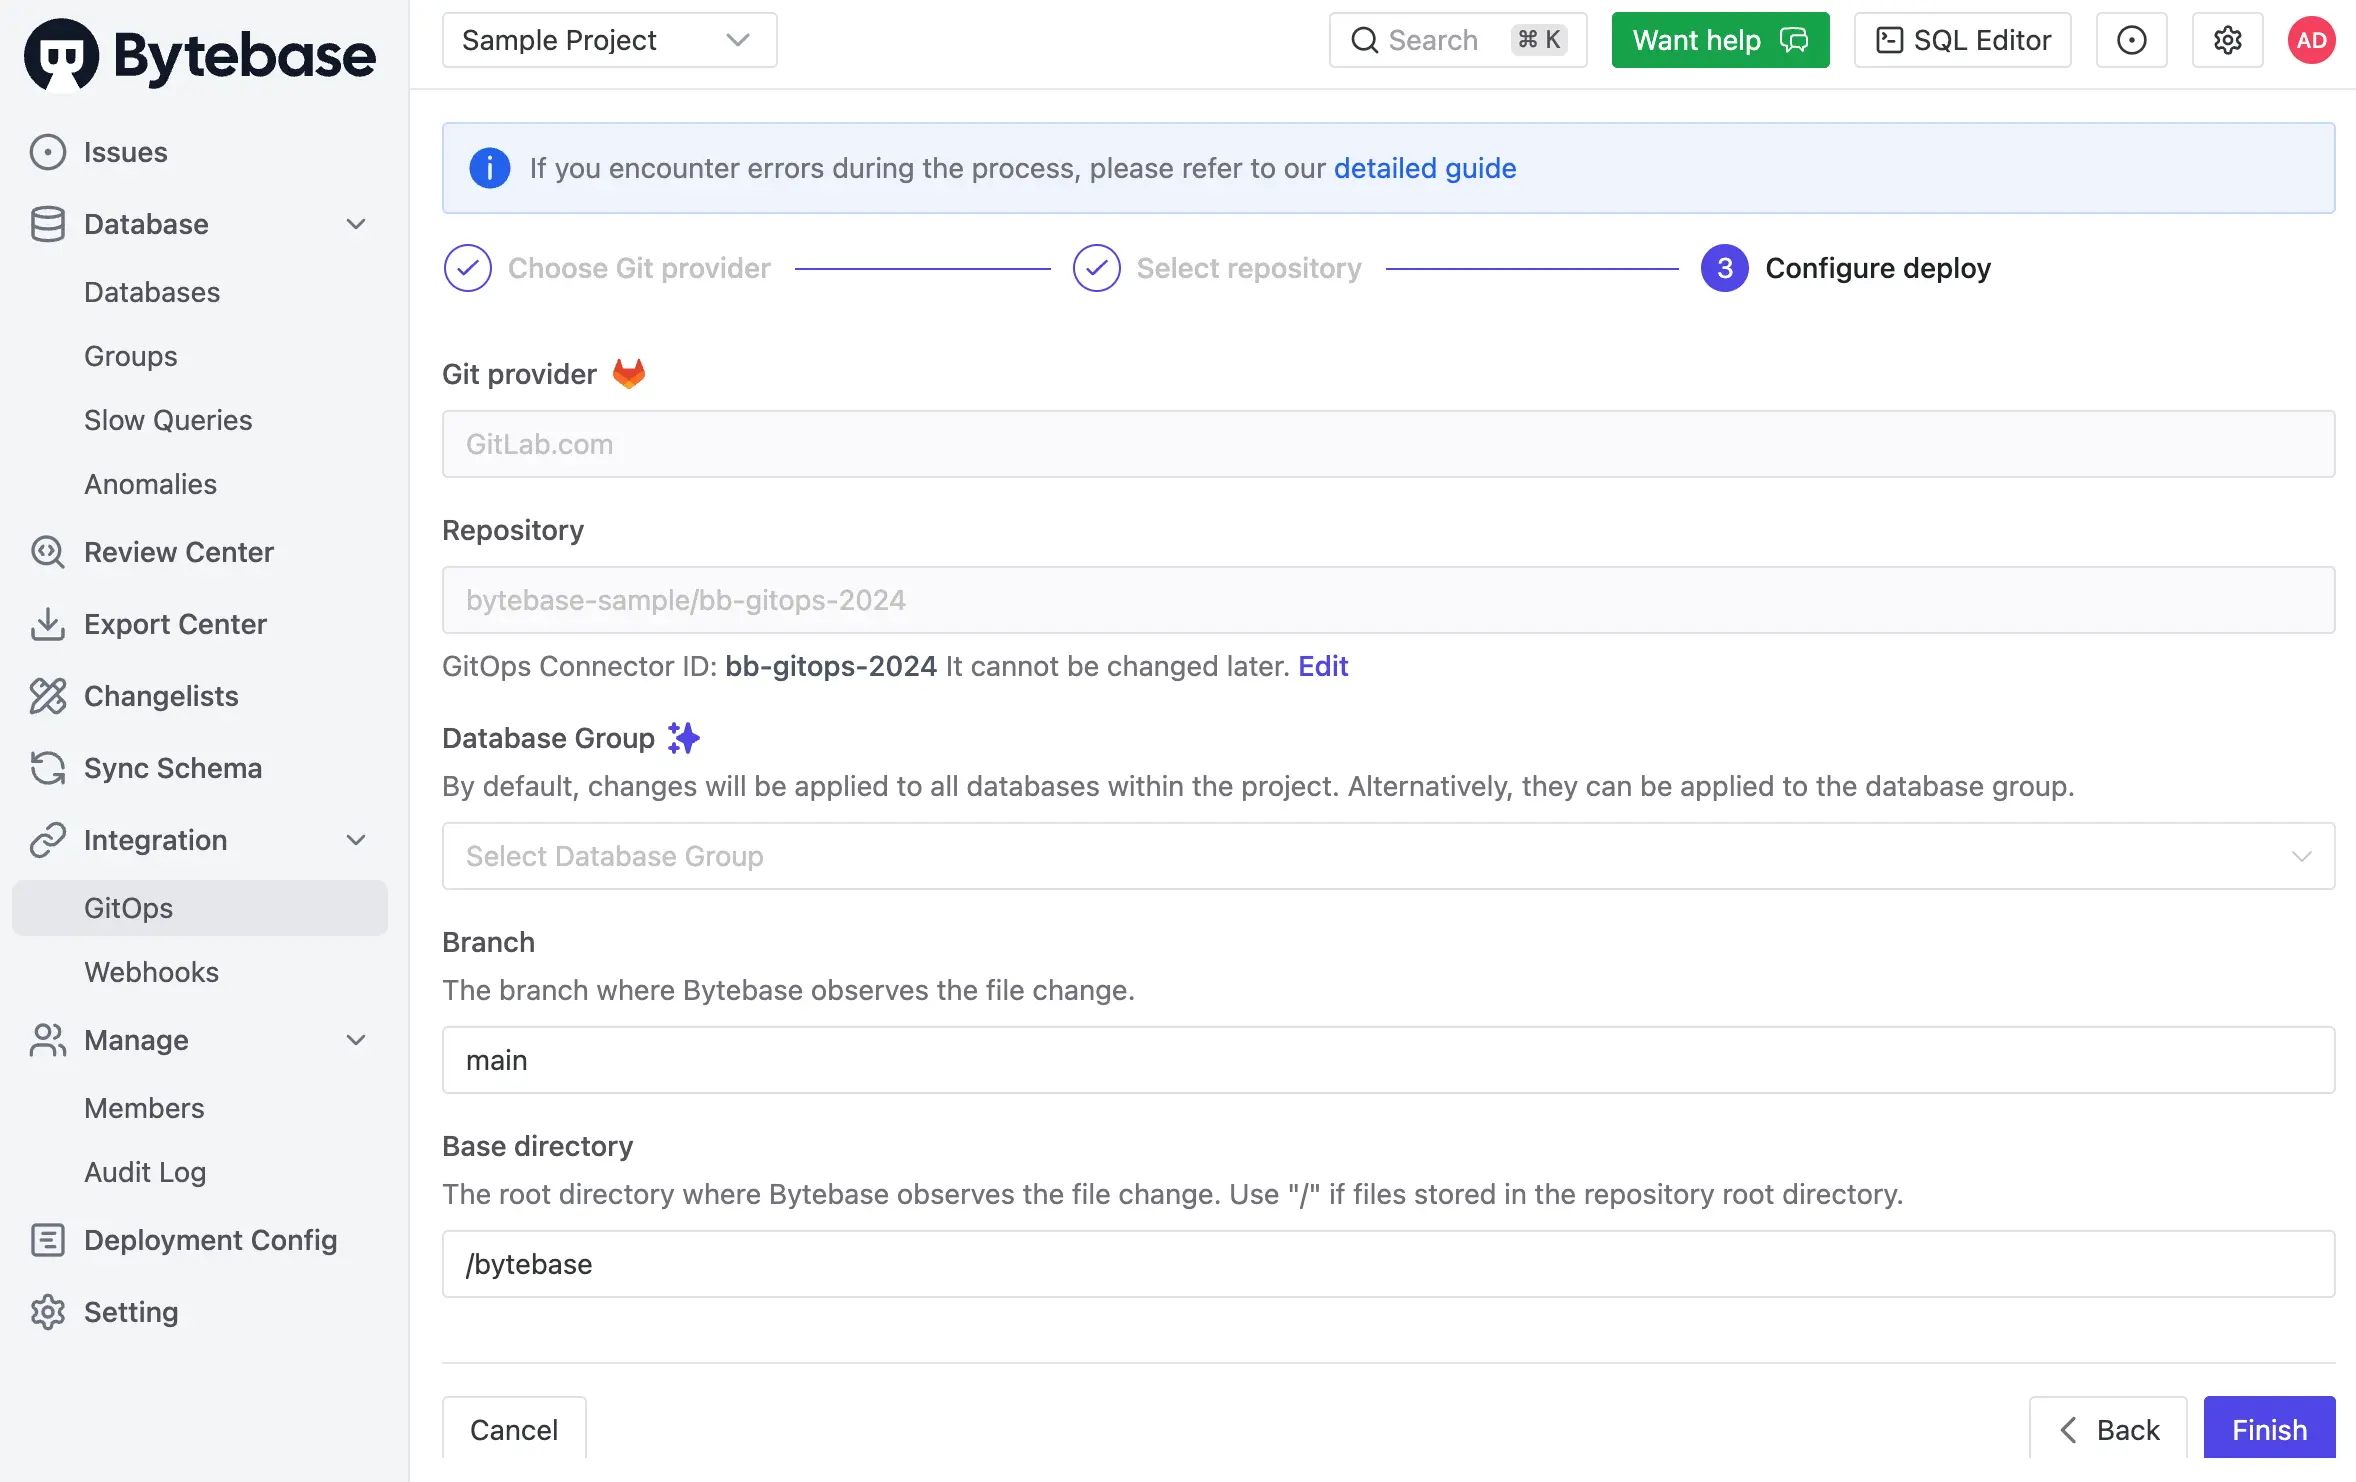 Bytebase
Issues
Database
Databases
Groups
Slow Queries
Anomalies
Review Center
Export Center
Changelists
Sync Schema
Integration
GitOps
Webhooks
Manage
Members
Audit Log
Deployment Config
Setting
Sample Project
Search ⌘ K
Want help
SQL Editor
AD
If you encounter errors during the process, please refer to our detailed guide
Choose Git provider
Select repository
3 Configure deploy
Git provider
GitLab.com
Repository
bytebase-sample/bb-gitops-2024
GitOps Connector ID: bb-gitops-2024 It cannot be changed later. Edit
Database Group
By default, changes will be applied to all databases within the project. Alternatively, they can be applied to the database group.
Select Database Group
Branch
The branch where Bytebase observes the file change.
main
Base directory
The root directory where Bytebase observes the file change. Use "/" if files stored in the repository root directory.
/bytebase
Cancel
Back
Finish